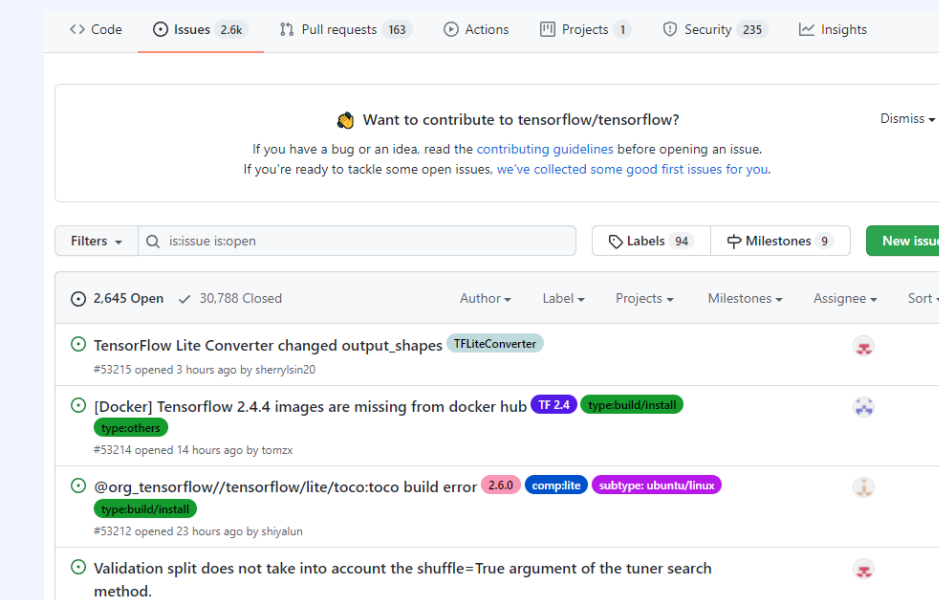 Code Issues 2.6k Pull requests 163 Actions Projects 1 Security 235 Insights
Want to contribute to tensorflow/tensorflow?
Dismiss
If you have a bug or an idea, read the contributing guidelines before opening an issue.
If you're ready to tackle some open issues, we've collected some good first issues for you.
Filters is:issue is:open Labels 94 Milestones 9 New issu
2,645 Open 30,788 Closed Author Label Projects Milestones Assignee Sort
TensorFlow Lite Converter changed output_shapes TFLiteConverter
#53215 opened 3 hours ago by sherrylsin20
[Docker] Tensorflow 2.4.4 images are missing from docker hub TF 2.4 type:build/install
type:others
#53214 opened 14 hours ago by tomzx
@org_tensorflow//tensorflow/lite/toco:toco build error 2.6.0 comp:lite subtype: ubuntu/linux
type:build/install
#53212 opened 23 hours ago by shiyalun
Validation split does not take into account the shuffle=True argument of the tuner search
method.